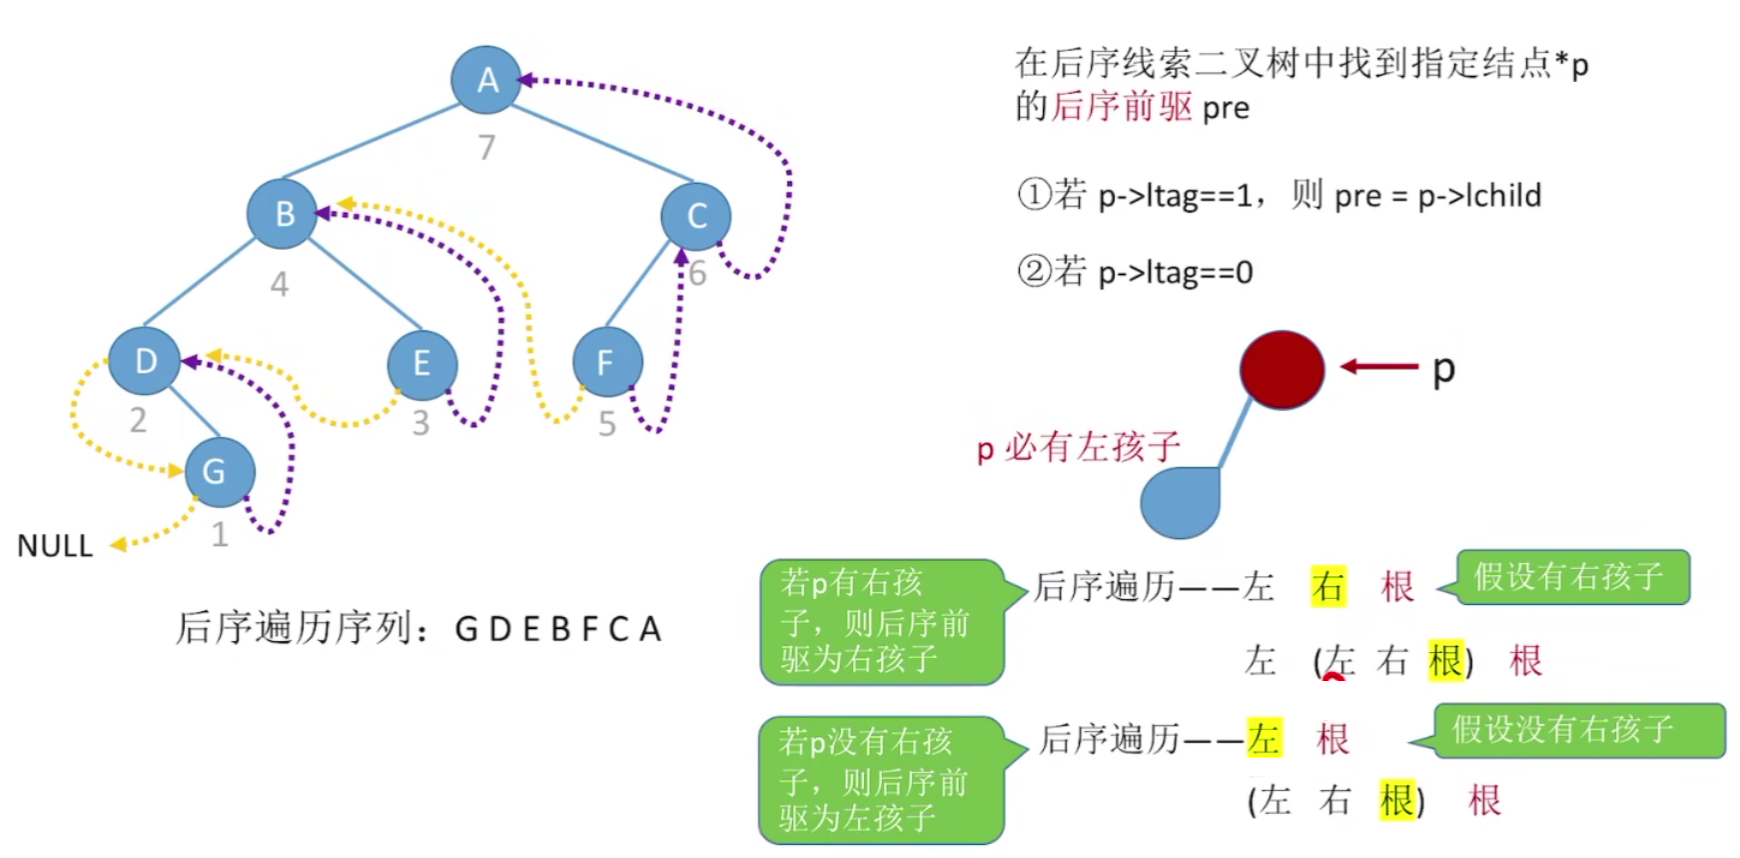 A
7
B
4
C
6
D
2
E
3
F
5
G
1
NULL
后序遍历序列：G D E B F C A
在后序线索二叉树中找到指定结点*p
的后序前驱 pre
①若 p->ltag==1，则 pre = p->lchild
②若 p->ltag==0
p
p 必有左孩子
若p有右孩
子，则后序前
驱为右孩子
后序遍历——左 右 根
假设有右孩子
左 (左 右 根) 根
若p没有右孩
子，则后序前
驱为左孩子
后序遍历——左 根
假设没有右孩子
(左 右 根) 根